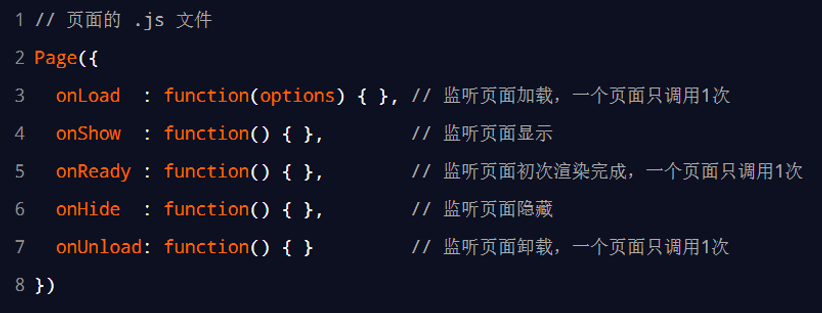 1 // 页面的 .js 文件
2 Page({
3   onLoad  : function(options) { }, // 监听页面加载，一个页面只调用1次
4   onShow  : function() { },        // 监听页面显示
5   onReady : function() { },        // 监听页面初次渲染完成，一个页面只调用1次
6   onHide  : function() { },        // 监听页面隐藏
7   onUnload: function() { }         // 监听页面卸载，一个页面只调用1次
8 })